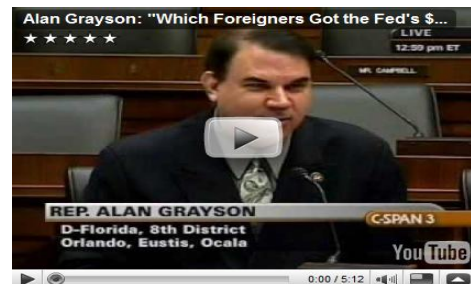 Alan Grayson: "Which Foreigners Got the Fed's $...
LIVE
12:59 pm ET
MR. CAMPBELL
REP. ALAN GRAYSON
C-SPAN 3
D-Florida, 8th District
Orlando, Eustis, Ocala
YouTube
0:00 / 5:12